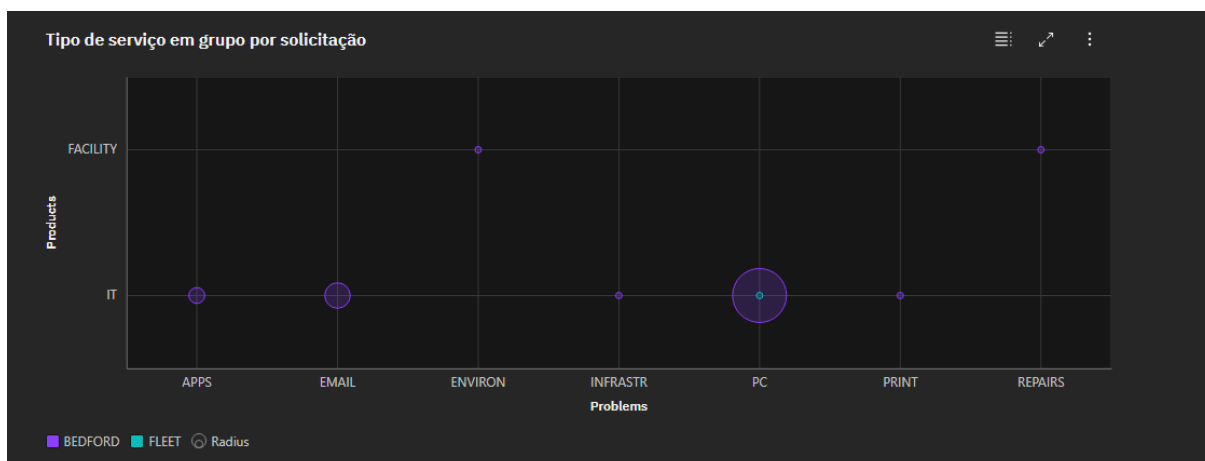 Tipo de serviço em grupo por solicitação
FACILITY
Products
IT
APPS EMAIL ENVIRON INFRASTR PC PRINT REPAIRS
Problems
BEDFORD FLEET Radius